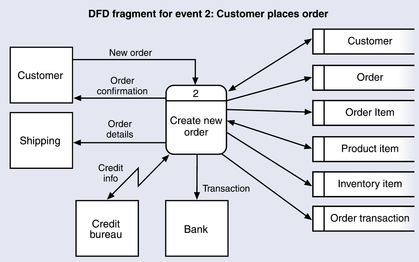 DFD fragment for event 2: Customer places order
New order
Customer
Order
confirmation
Shipping
Order
details
Credit
info
2
Create new
order
Transaction
Credit
bureau
Bank
Customer
Order
Order Item
Product item
Inventory item
Order transaction